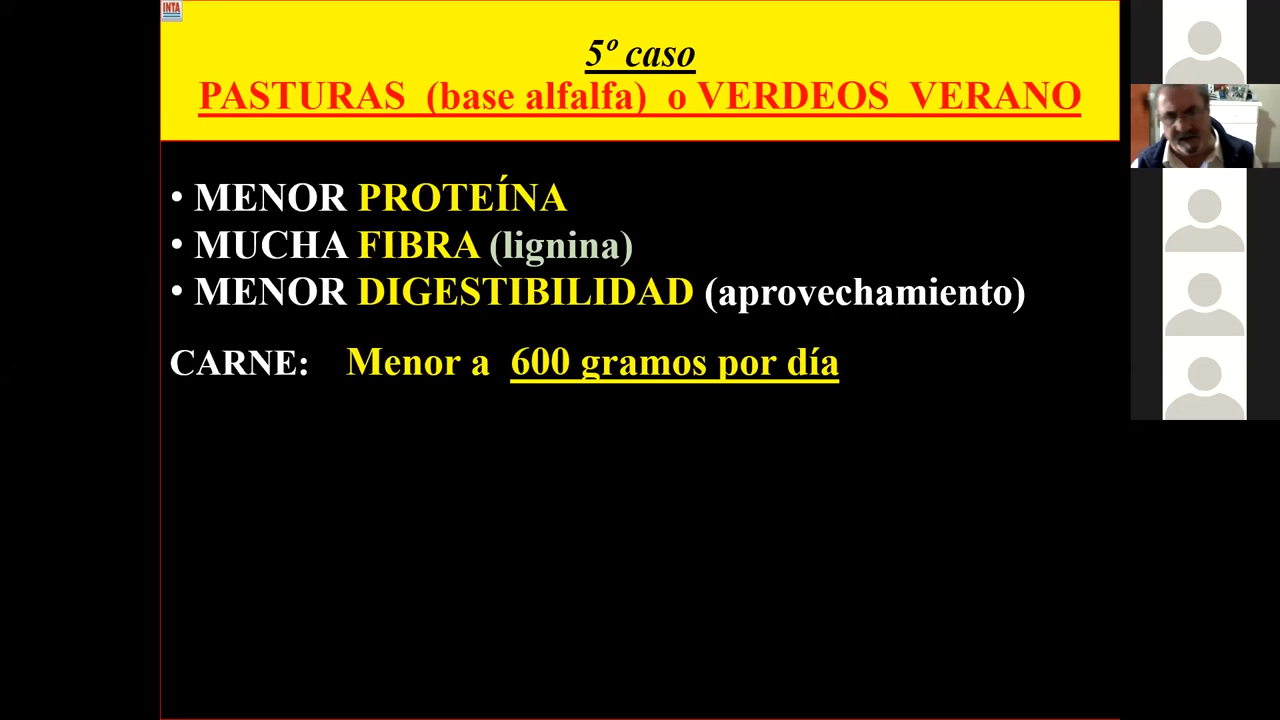 INTA
5º caso
PASTURAS (base alfalfa) o VERDEOS VERANO
• MENOR PROTEÍNA
• MUCHA FIBRA (lignina)
• MENOR DIGESTIBILIDAD (aprovechamiento)
CARNE: Menor a 600 gramos por día